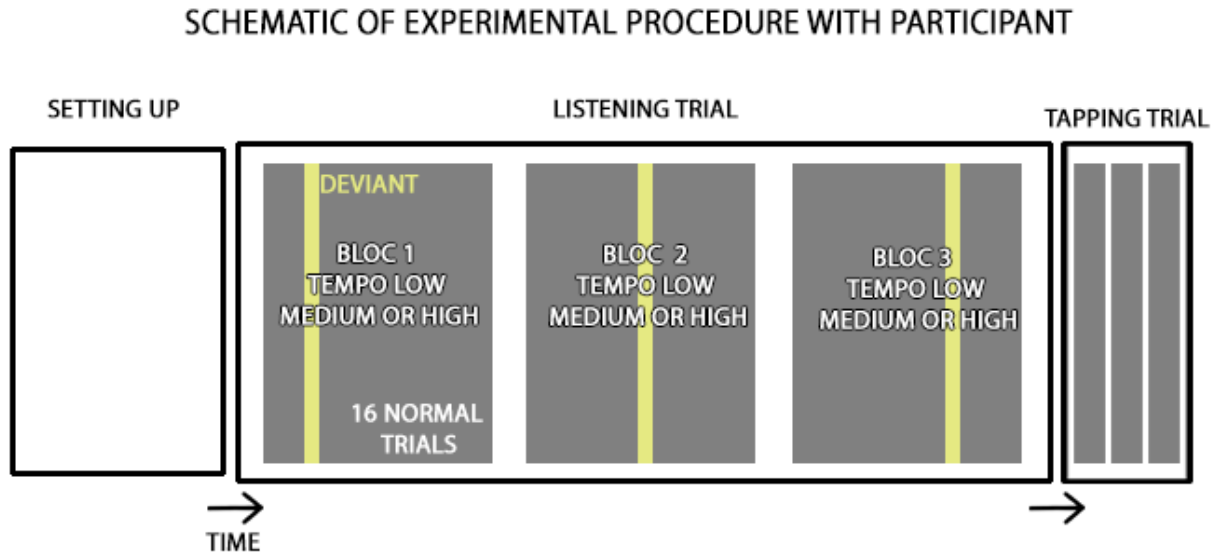 SCHEMATIC OF EXPERIMENTAL PROCEDURE WITH PARTICIPANT
SETTING UP
LISTENING TRIAL
TAPPING TRIAL
DEVIANT
BLOC 1
TEMPO LOW
MEDIUM OR HIGH
16 NORMAL
TRIALS
BLOC 2
TEMPO LOW
MEDIUM OR HIGH
BLOC 3
TEMPO LOW
MEDIUM OR HIGH
TIME